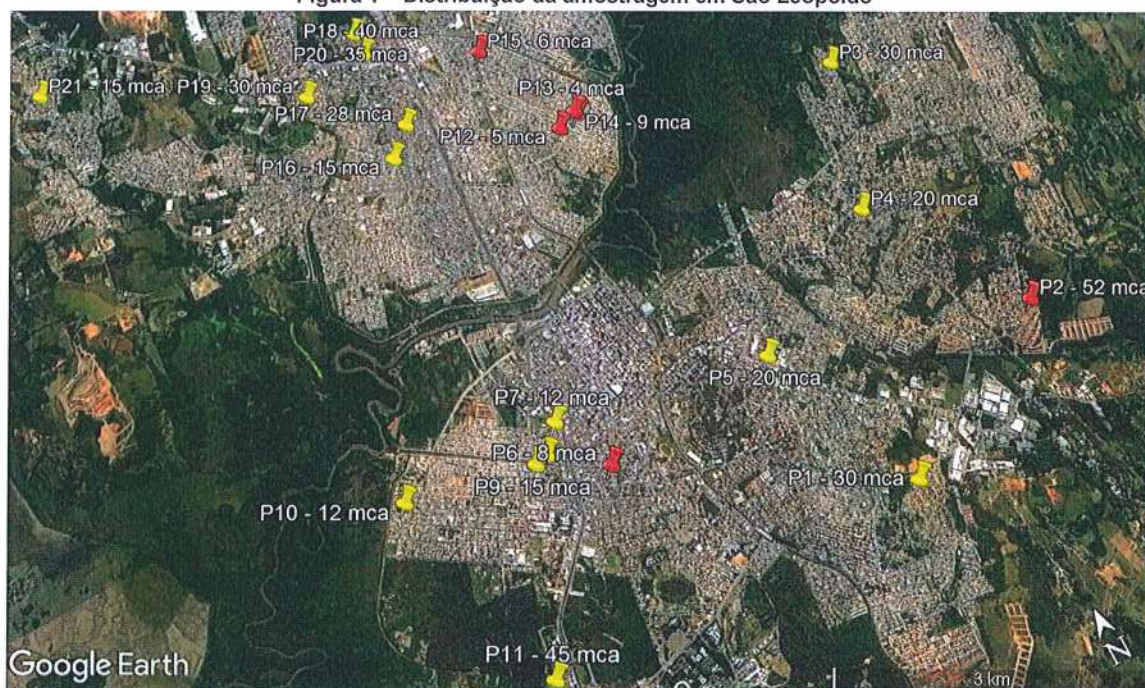 Figura 1 – Distribuição da amostragem em São Leopoldo
P18 - 40 mca
P20 - 35 mca
P15 - 6 mca
P3 - 30 mca
P21 - 15 mca
P19 - 30 mca
P13 - 4 mca
P17 - 28 mca
P12 - 5 mca
P14 - 9 mca
P16 - 15 mca
P4 - 20 mca
P2 - 52 mca
P5 - 20 mca
P7 - 12 mca
P6 - 8 mca
P9 - 15 mca
P1 - 30 mca
P10 - 12 mca
P11 - 45 mca
N
Google Earth
3 km